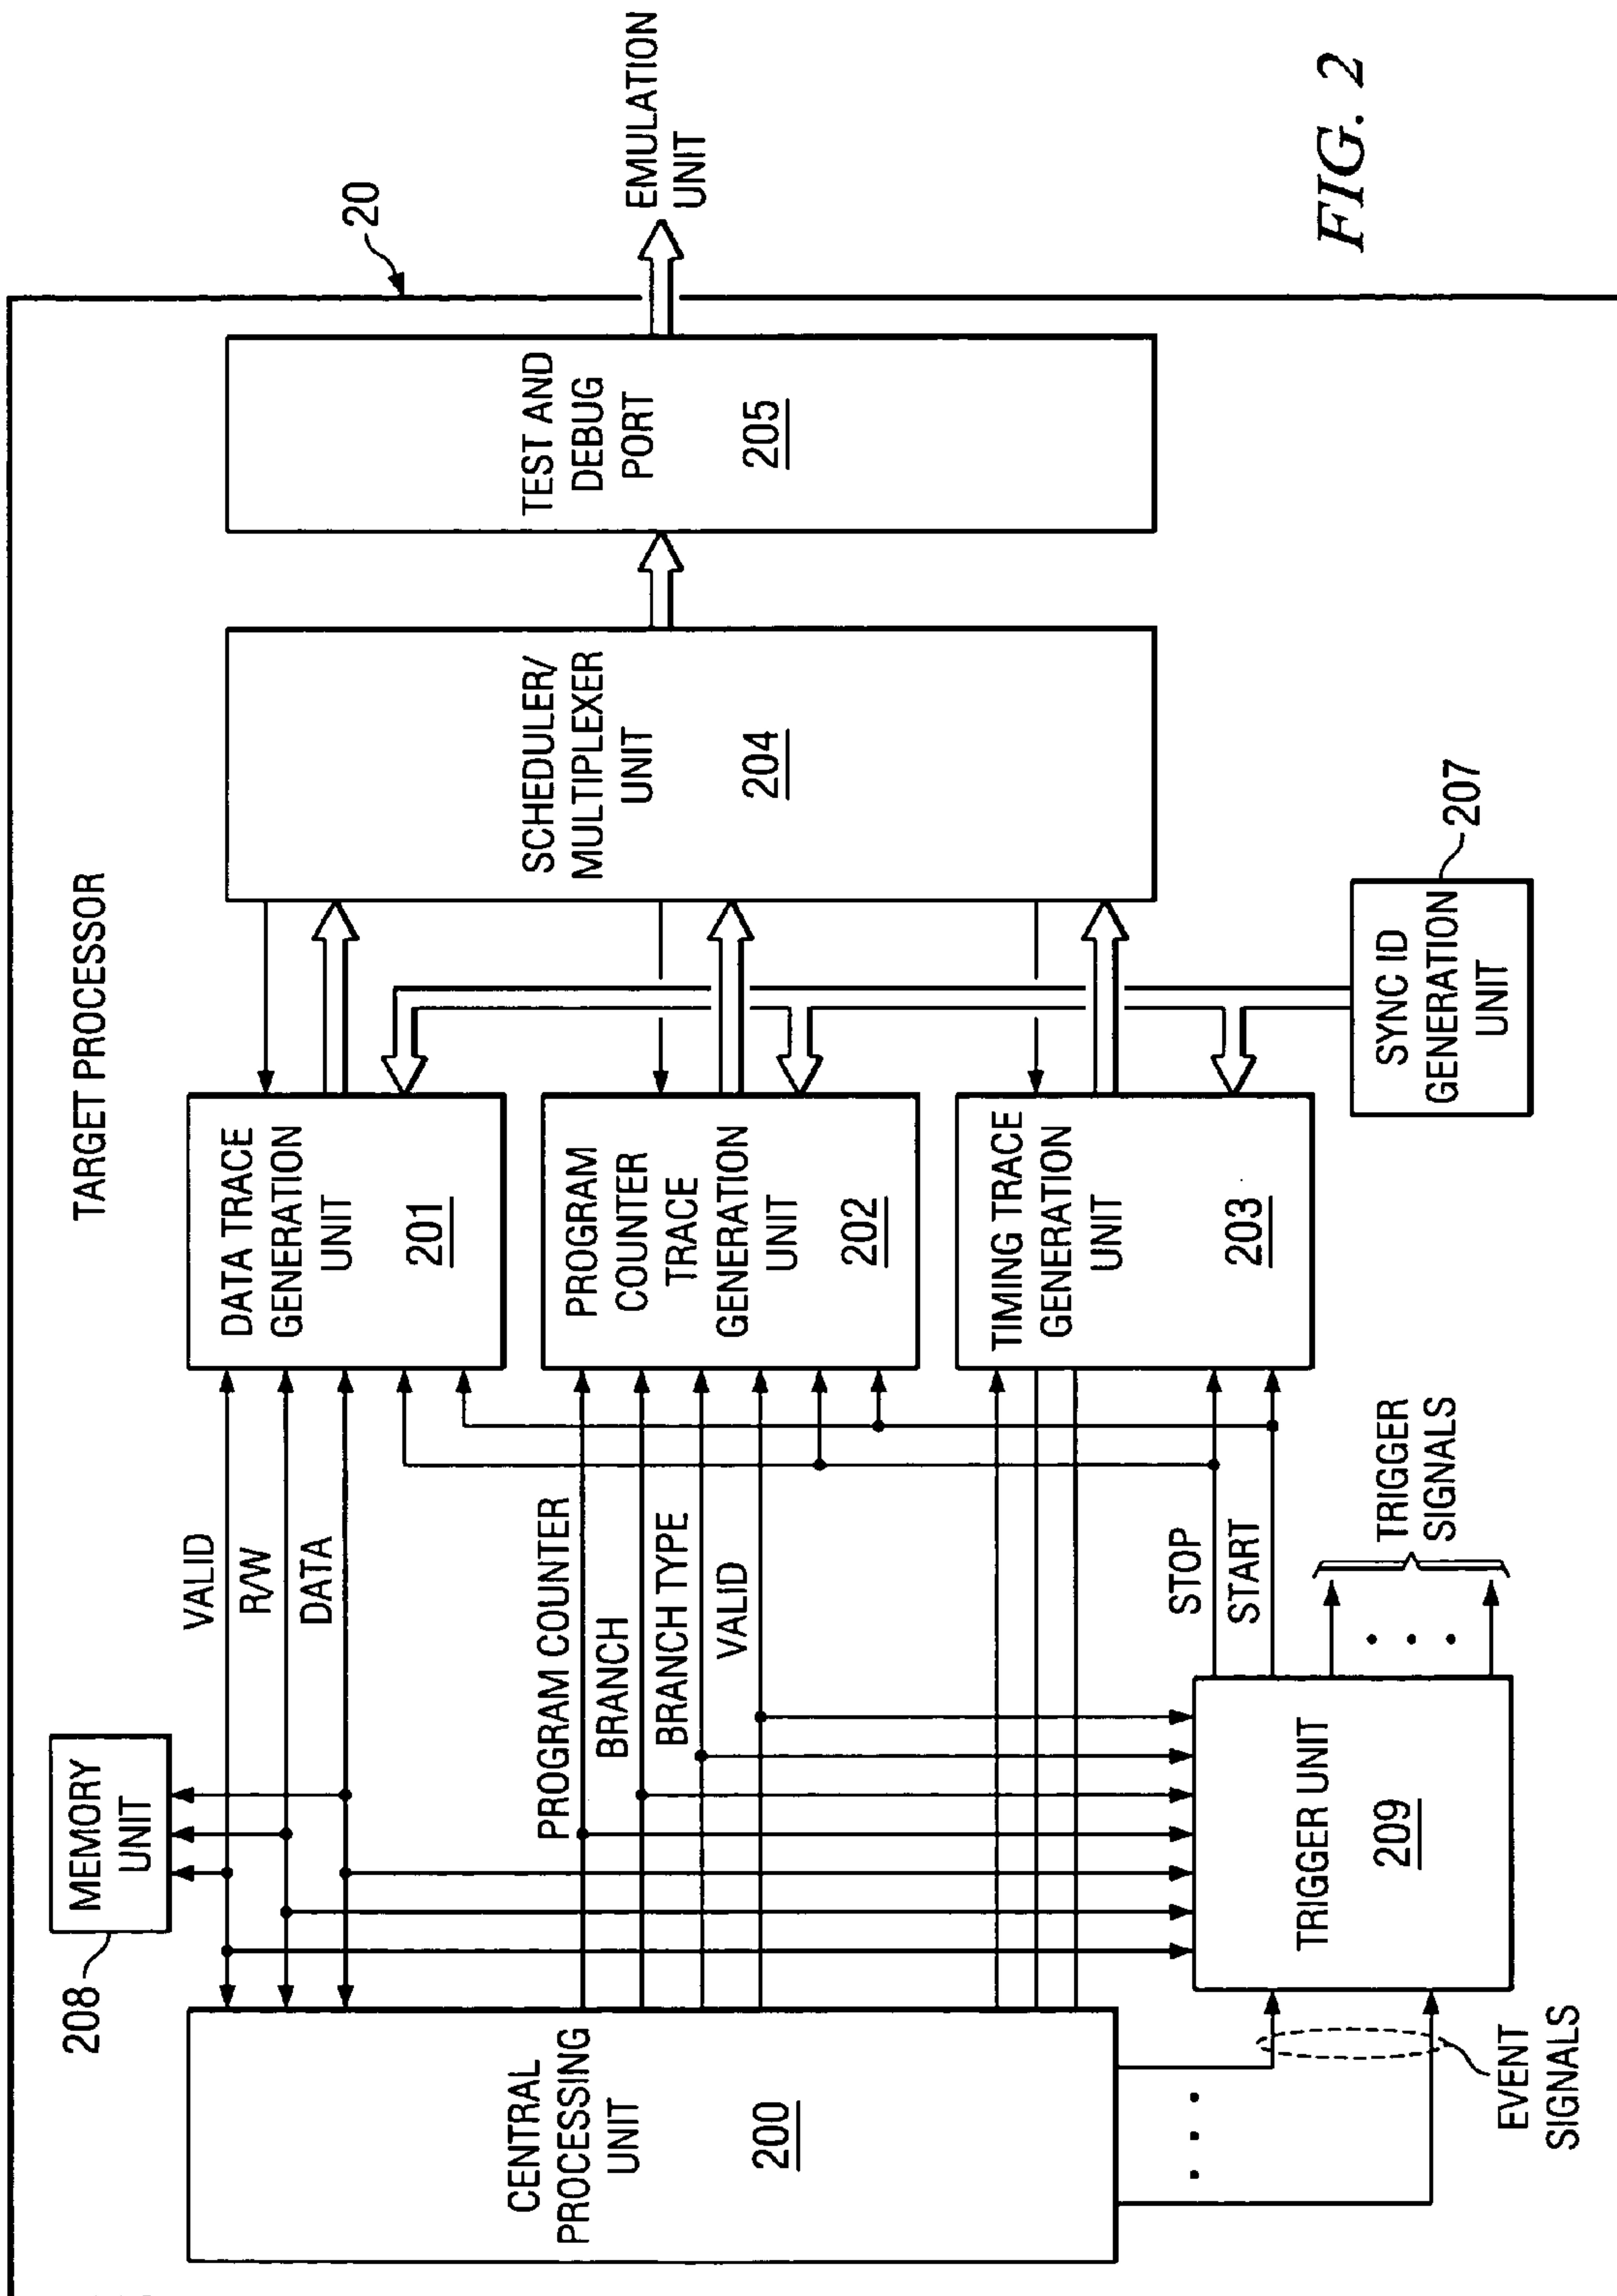 TARGET PROCESSOR
20
208
MEMORY
UNIT
CENTRAL
PROCESSING
UNIT
200
VALID
R/W
DATA
PROGRAM COUNTER
BRANCH
BRANCH TYPE
VALID
STOP
START
DATA TRACE
GENERATION
UNIT
201
PROGRAM
COUNTER
TRACE
GENERATION
UNIT
202
TIMING TRACE
GENERATION
UNIT
203
SCHEDULER/
MULTIPLEXER
UNIT
204
TEST AND
DEBUG
PORT
205
EMULATION
UNIT
EVENT
SIGNALS
TRIGGER UNIT
209
TRIGGER
SIGNALS
SYNC ID
GENERATION
UNIT
207
FIG. 2